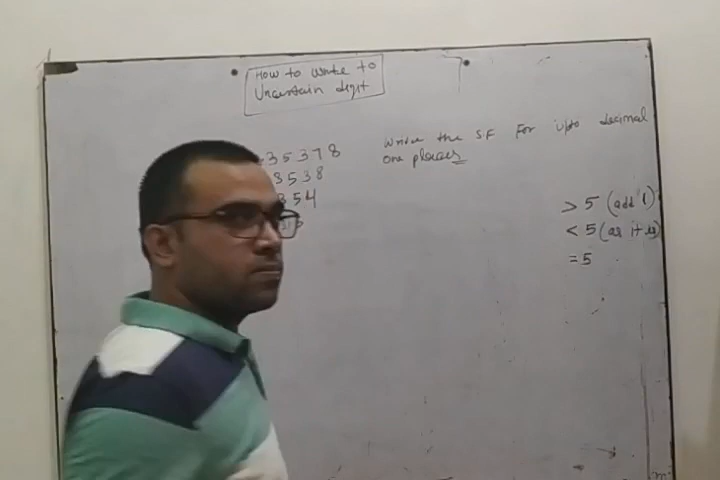 How to write to
Uncertain digit
Write the S.F For upto decimal
one places
.35378
3538
354
> 5 (add 1)
< 5 (as it is)
= 5